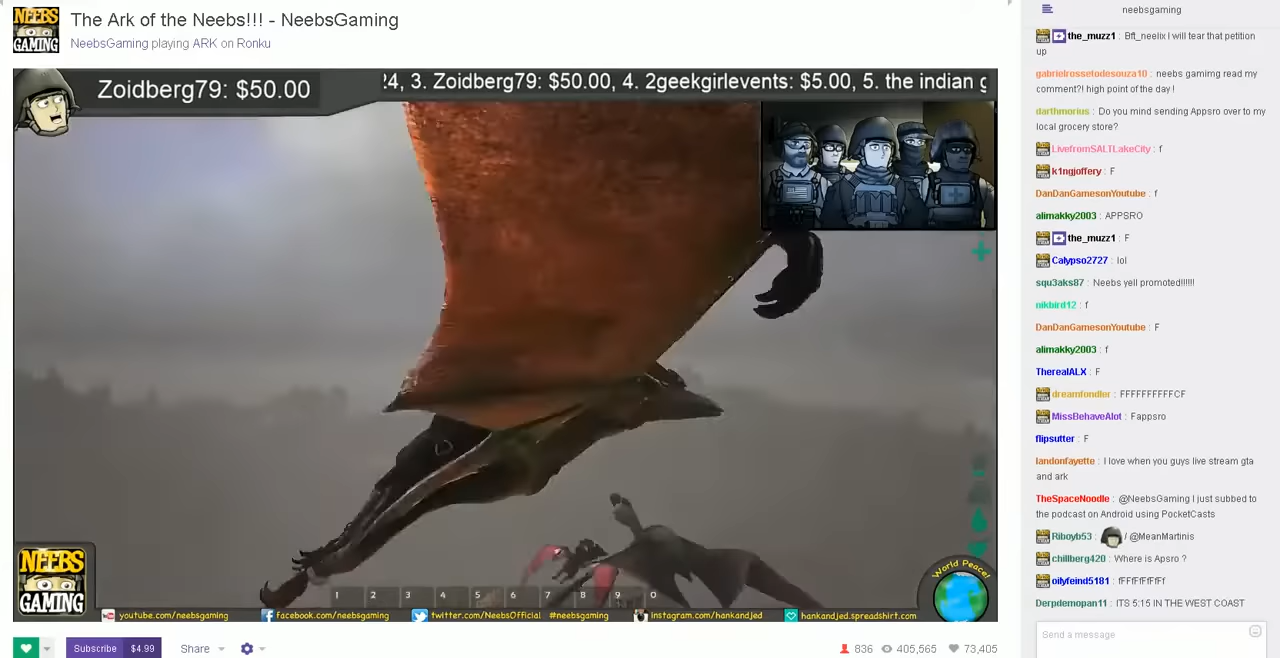 NEEBS
GAMING
The Ark of the Neebs!!! - NeebsGaming
NeebsGaming playing ARK on Ronku
Zoidberg79: $50.00
24, 3. Zoidberg79: $50.00, 4. 2geekgirlevents: $5.00, 5. the indian g
1 2 3 4 5 6 7 8 9 0
NEEBS
GAMING
World Peace!
youtube.com/neebsgaming
facebook.com/neebsgaming
twitter.com/NeebsOfficial #neebsgaming
instagram.com/hankandjed
hankandjed.spreadshirt.com
Subscribe $4.99
Share
836 405,565 73,405
neebsgaming
the_muzz1 : Bft_neelix i will tear that petition
up
gabrielrossetodesouza10 : neebs gamimg read my
comment?! high point of the day !
darthmorius : Do you mind sending Appsro over to my
local grocery store?
LivefromSALTLakeCity : f
k1ngjoffery : F
DanDanGamesonYoutube : f
alimakky2003 : APPSRO
the_muzz1 : F
Calypso2727 : lol
squ3aks87 : Neebs yell promoted!!!!!!
nikbird12 : f
DanDanGamesonYoutube : F
alimakky2003 : f
TherealALX : F
dreamfondler : FFFFFFFFFFCF
MissBehaveAlot : Fappsro
flipsutter : F
landonfayette : I love when you guys live stream gta
and ark
TheSpaceNoodle : @NeebsGaming I just subbed to
the podcast on Android using PocketCasts
Riboyb53 : / @MeanMartinis
chillberg420 : Where is Apsro ?
oilyfeind5181 : fFFfFfFfFfFf
Derpdemopan11 : ITS 5:15 IN THE WEST COAST
Send a message